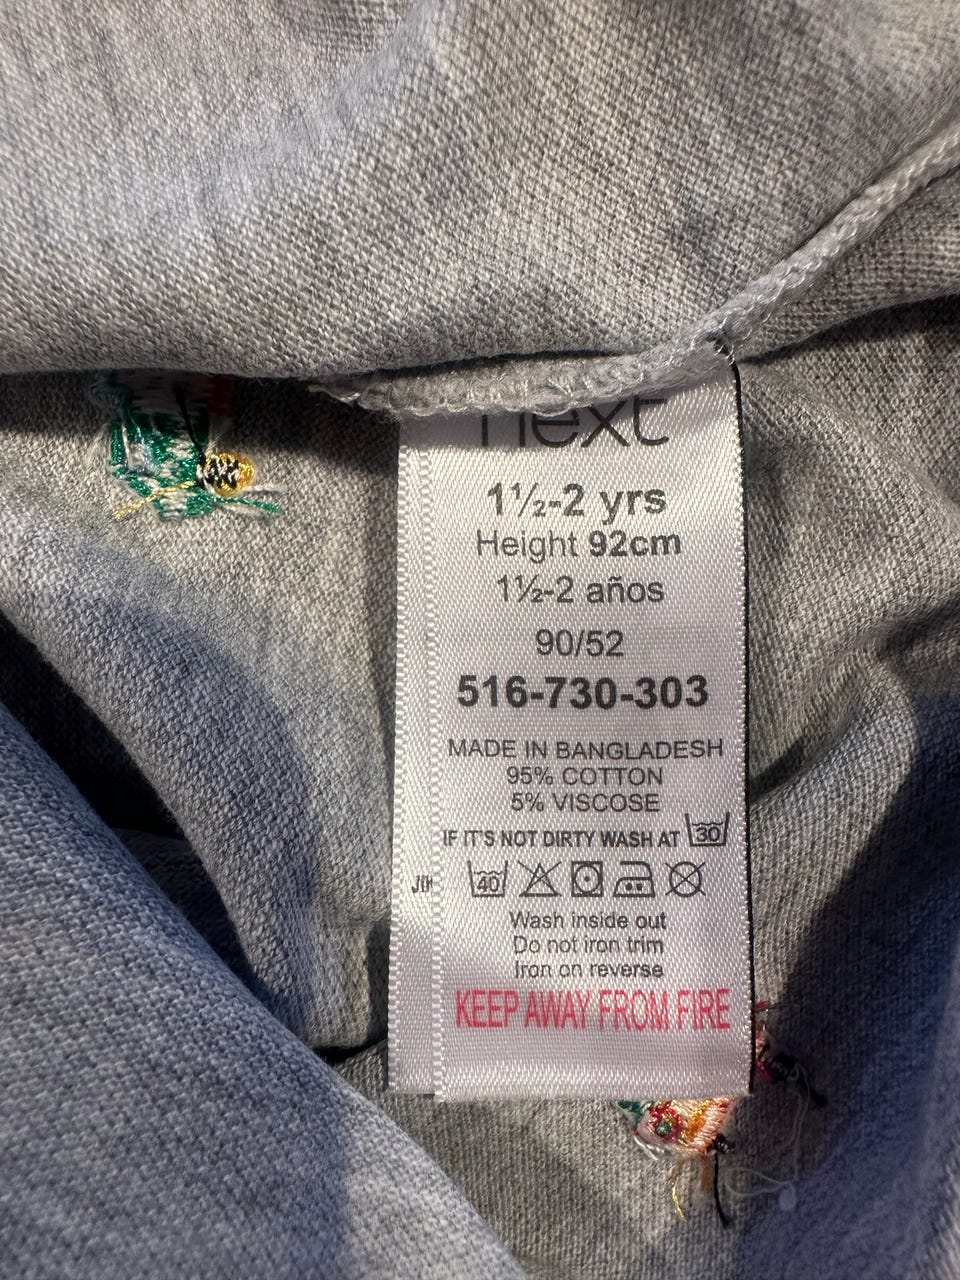 next
1½-2 yrs
Height 92cm
1½-2 años
90/52
516-730-303
MADE IN BANGLADESH
95% COTTON
5% VISCOSE
IF IT'S NOT DIRTY WASH AT 30
40
Wash inside out
Do not iron trim
Iron on reverse
KEEP AWAY FROM FIRE